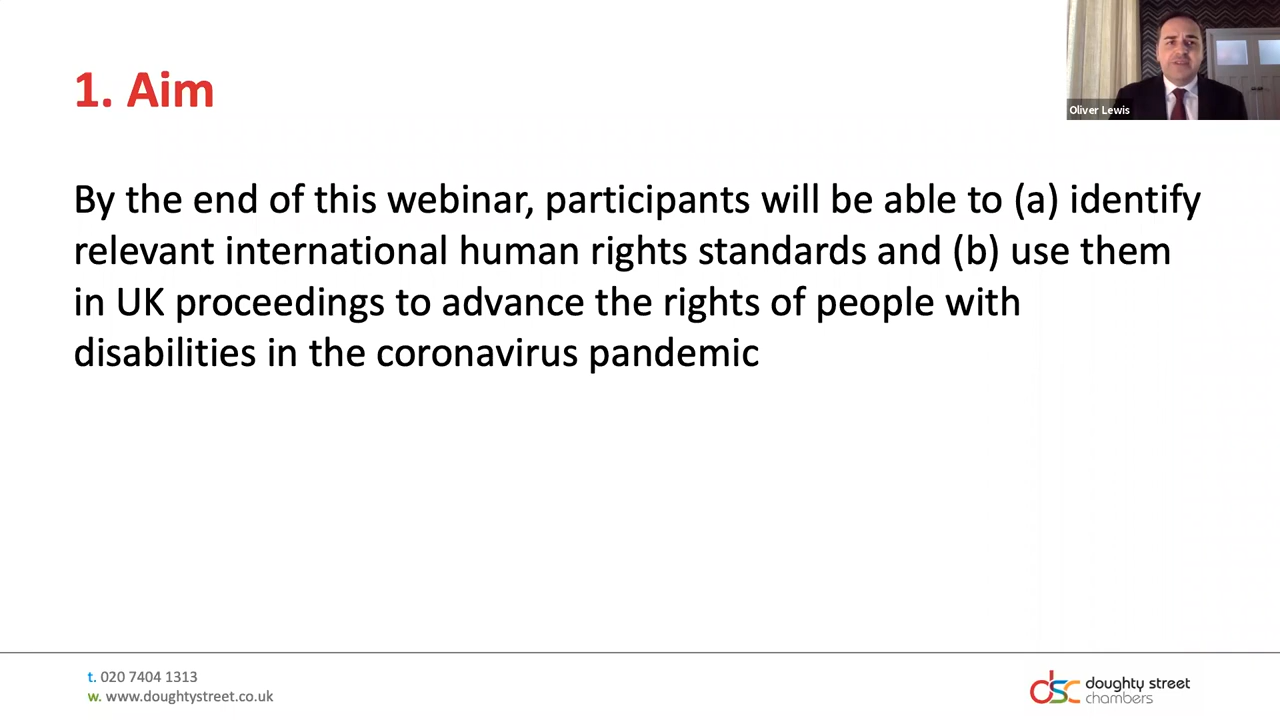 1. Aim
Oliver Lewis
By the end of this webinar, participants will be able to (a) identify
relevant international human rights standards and (b) use them
in UK proceedings to advance the rights of people with
disabilities in the coronavirus pandemic
t. 020 7404 1313
w. www.doughtystreet.co.uk
dsc doughty street
chambers